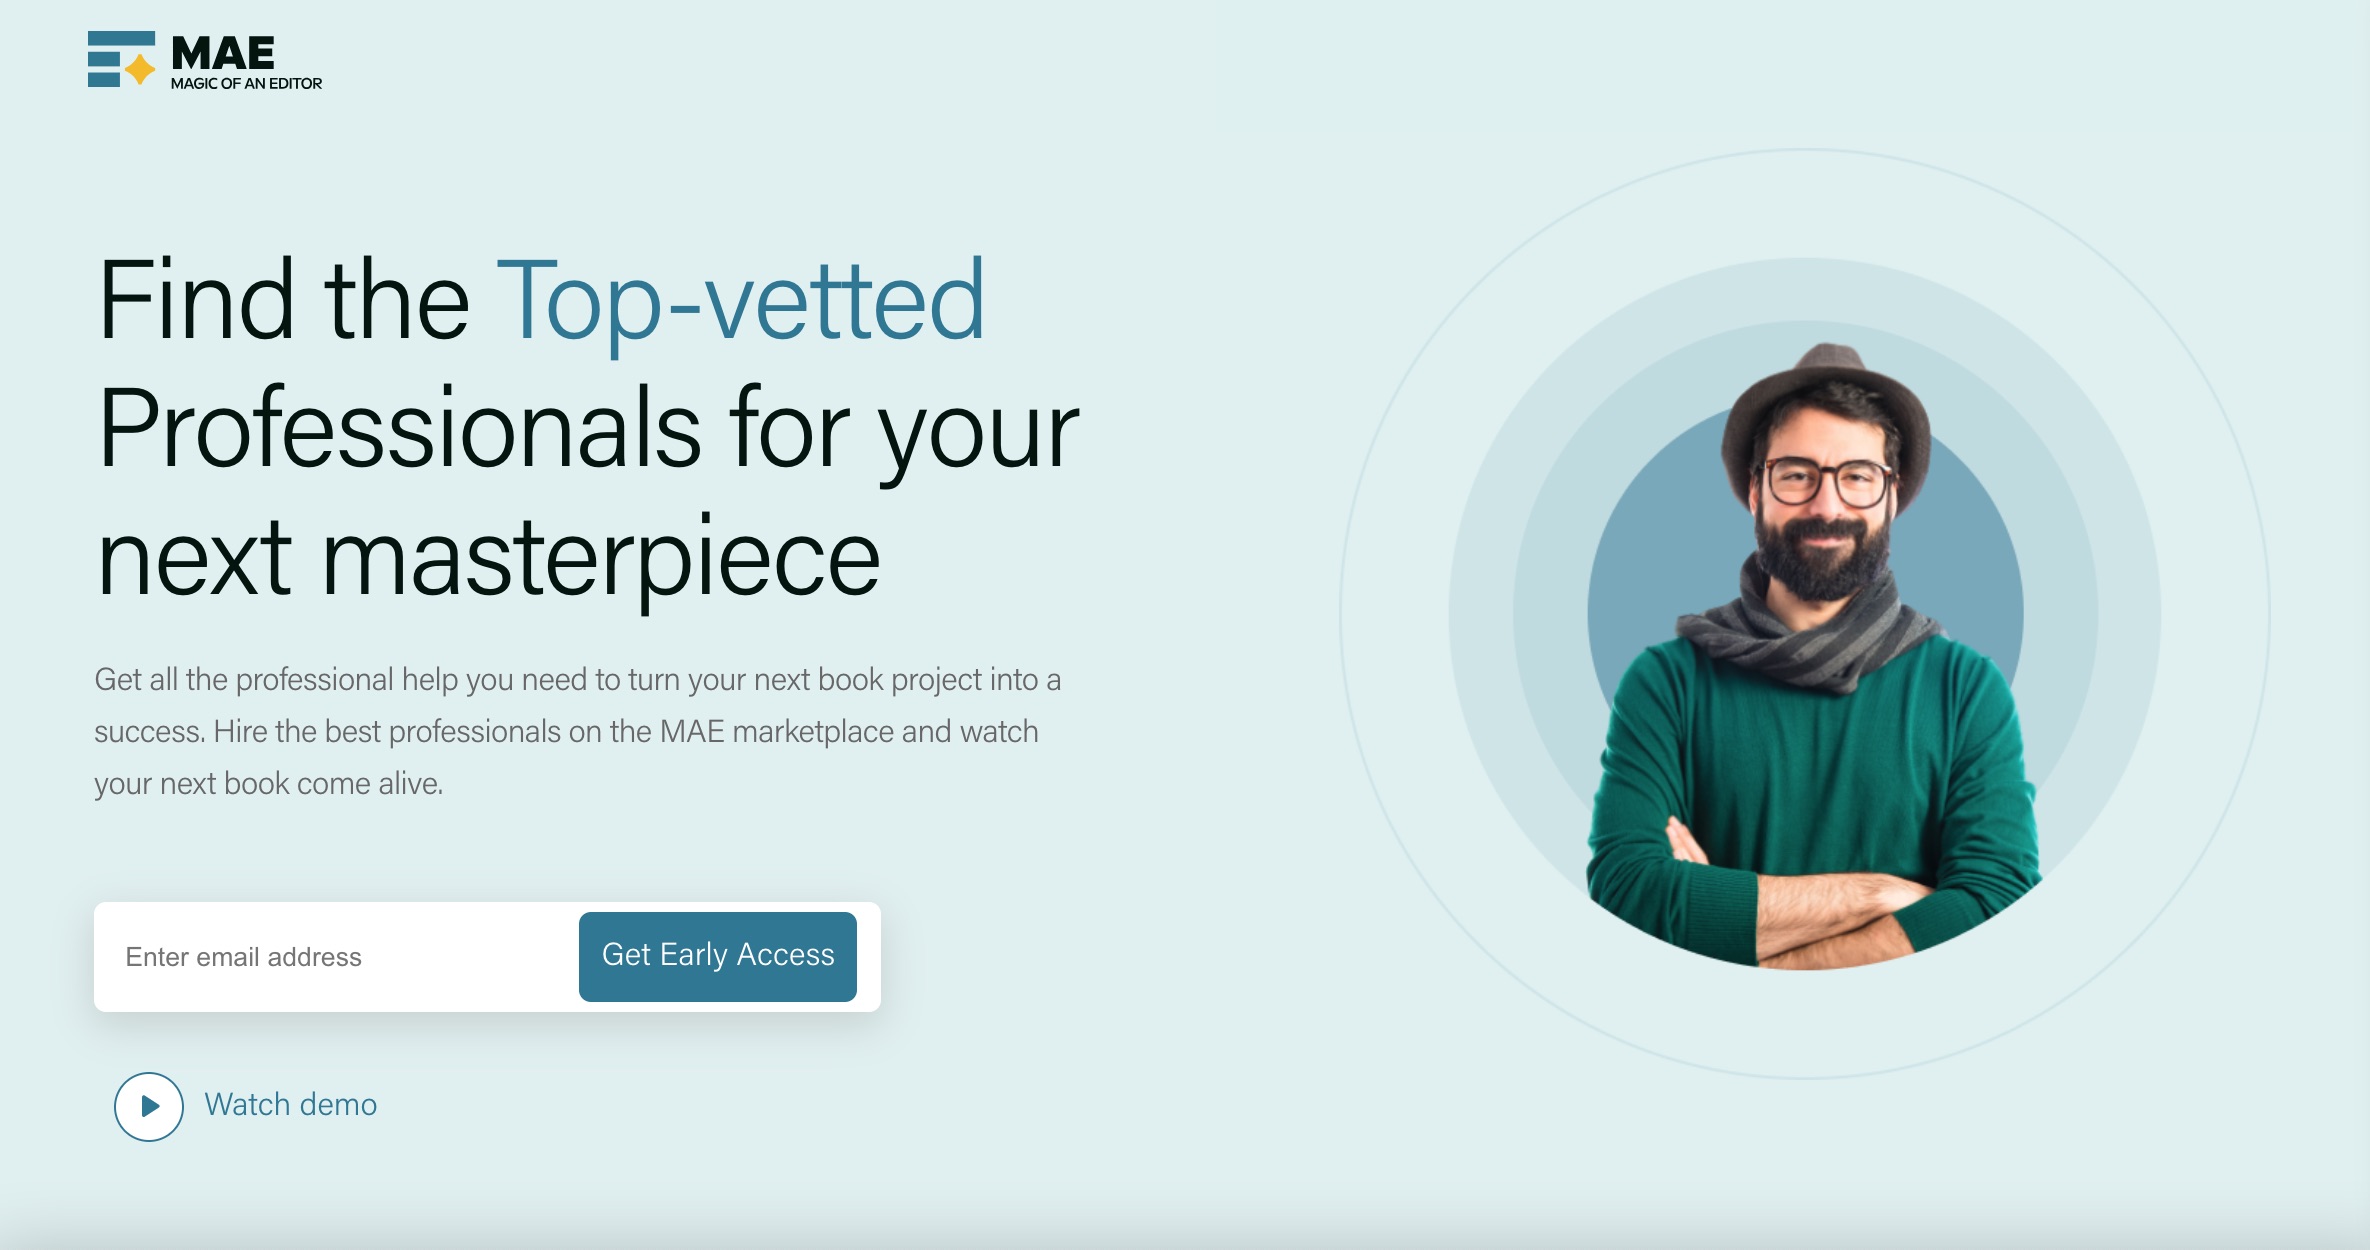 MAE
MAGIC OF AN EDITOR
Find the Top-vetted
Professionals for your
next masterpiece
Get all the professional help you need to turn your next book project into a
success. Hire the best professionals on the MAE marketplace and watch
your next book come alive.
Enter email address
Get Early Access
Watch demo